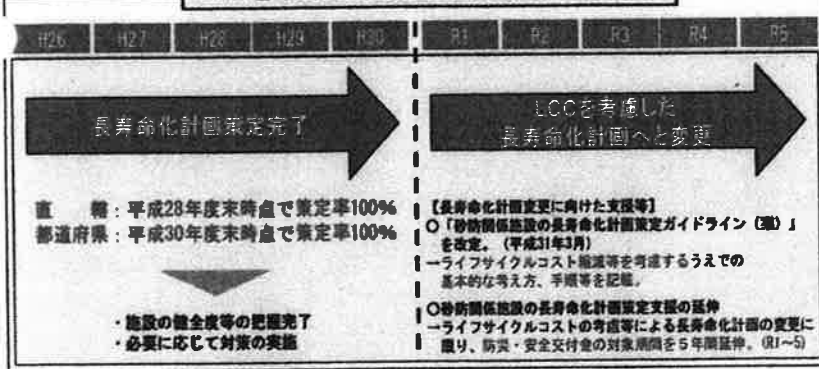 H26 H27 H28 H29 H30 R1 R2 R3 R4 R5
長寿命化計画策定完了
LCCを考慮した
長寿命化計画へと変更
直　　轄：平成28年度末時点で策定率100%
都道府県：平成30年度末時点で策定率100%
・施設の健全度等の把握完了
・必要に応じて対策の実施
【長寿命化計画変更に向けた支援等】
○「砂防関係施設の長寿命化計画策定ガイドライン（案）」
を改定。（平成31年3月）
→ライフサイクルコスト縮減等を考慮するうえでの
基本的な考え方、手順等を記載。
○砂防関係施設の長寿命化計画策定支援の延伸
→ライフサイクルコストの考慮等による長寿命化計画の変更に
限り、防災・安全交付金の対象期間を５年間延伸。(R1～5)